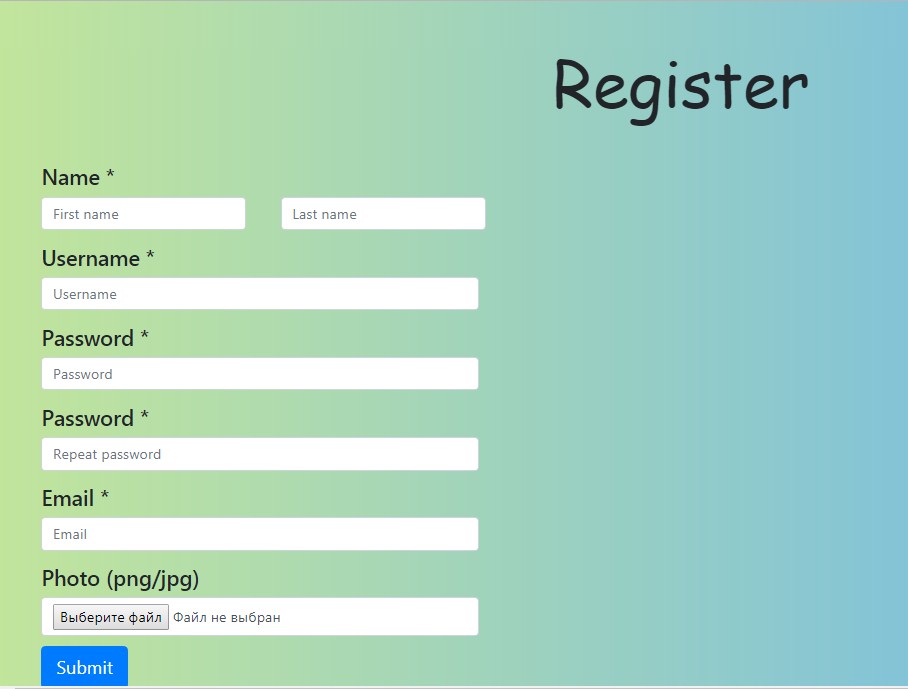 Register
Name *
First name Last name
Username *
Username
Password *
Password
Password *
Repeat password
Email *
Email
Photo (png/jpg)
Выберите файл Файл не выбран
Submit